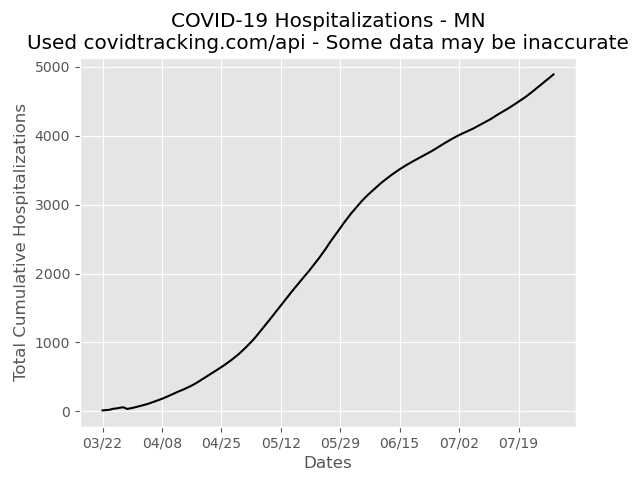 COVID-19 Hospitalizations - MN
Used covidtracking.com/api - Some data may be inaccurate
Total Cumulative Hospitalizations
5000
4000
3000
2000
1000
0
03/22 04/08 04/25 05/12 05/29 06/15 07/02 07/19
Dates